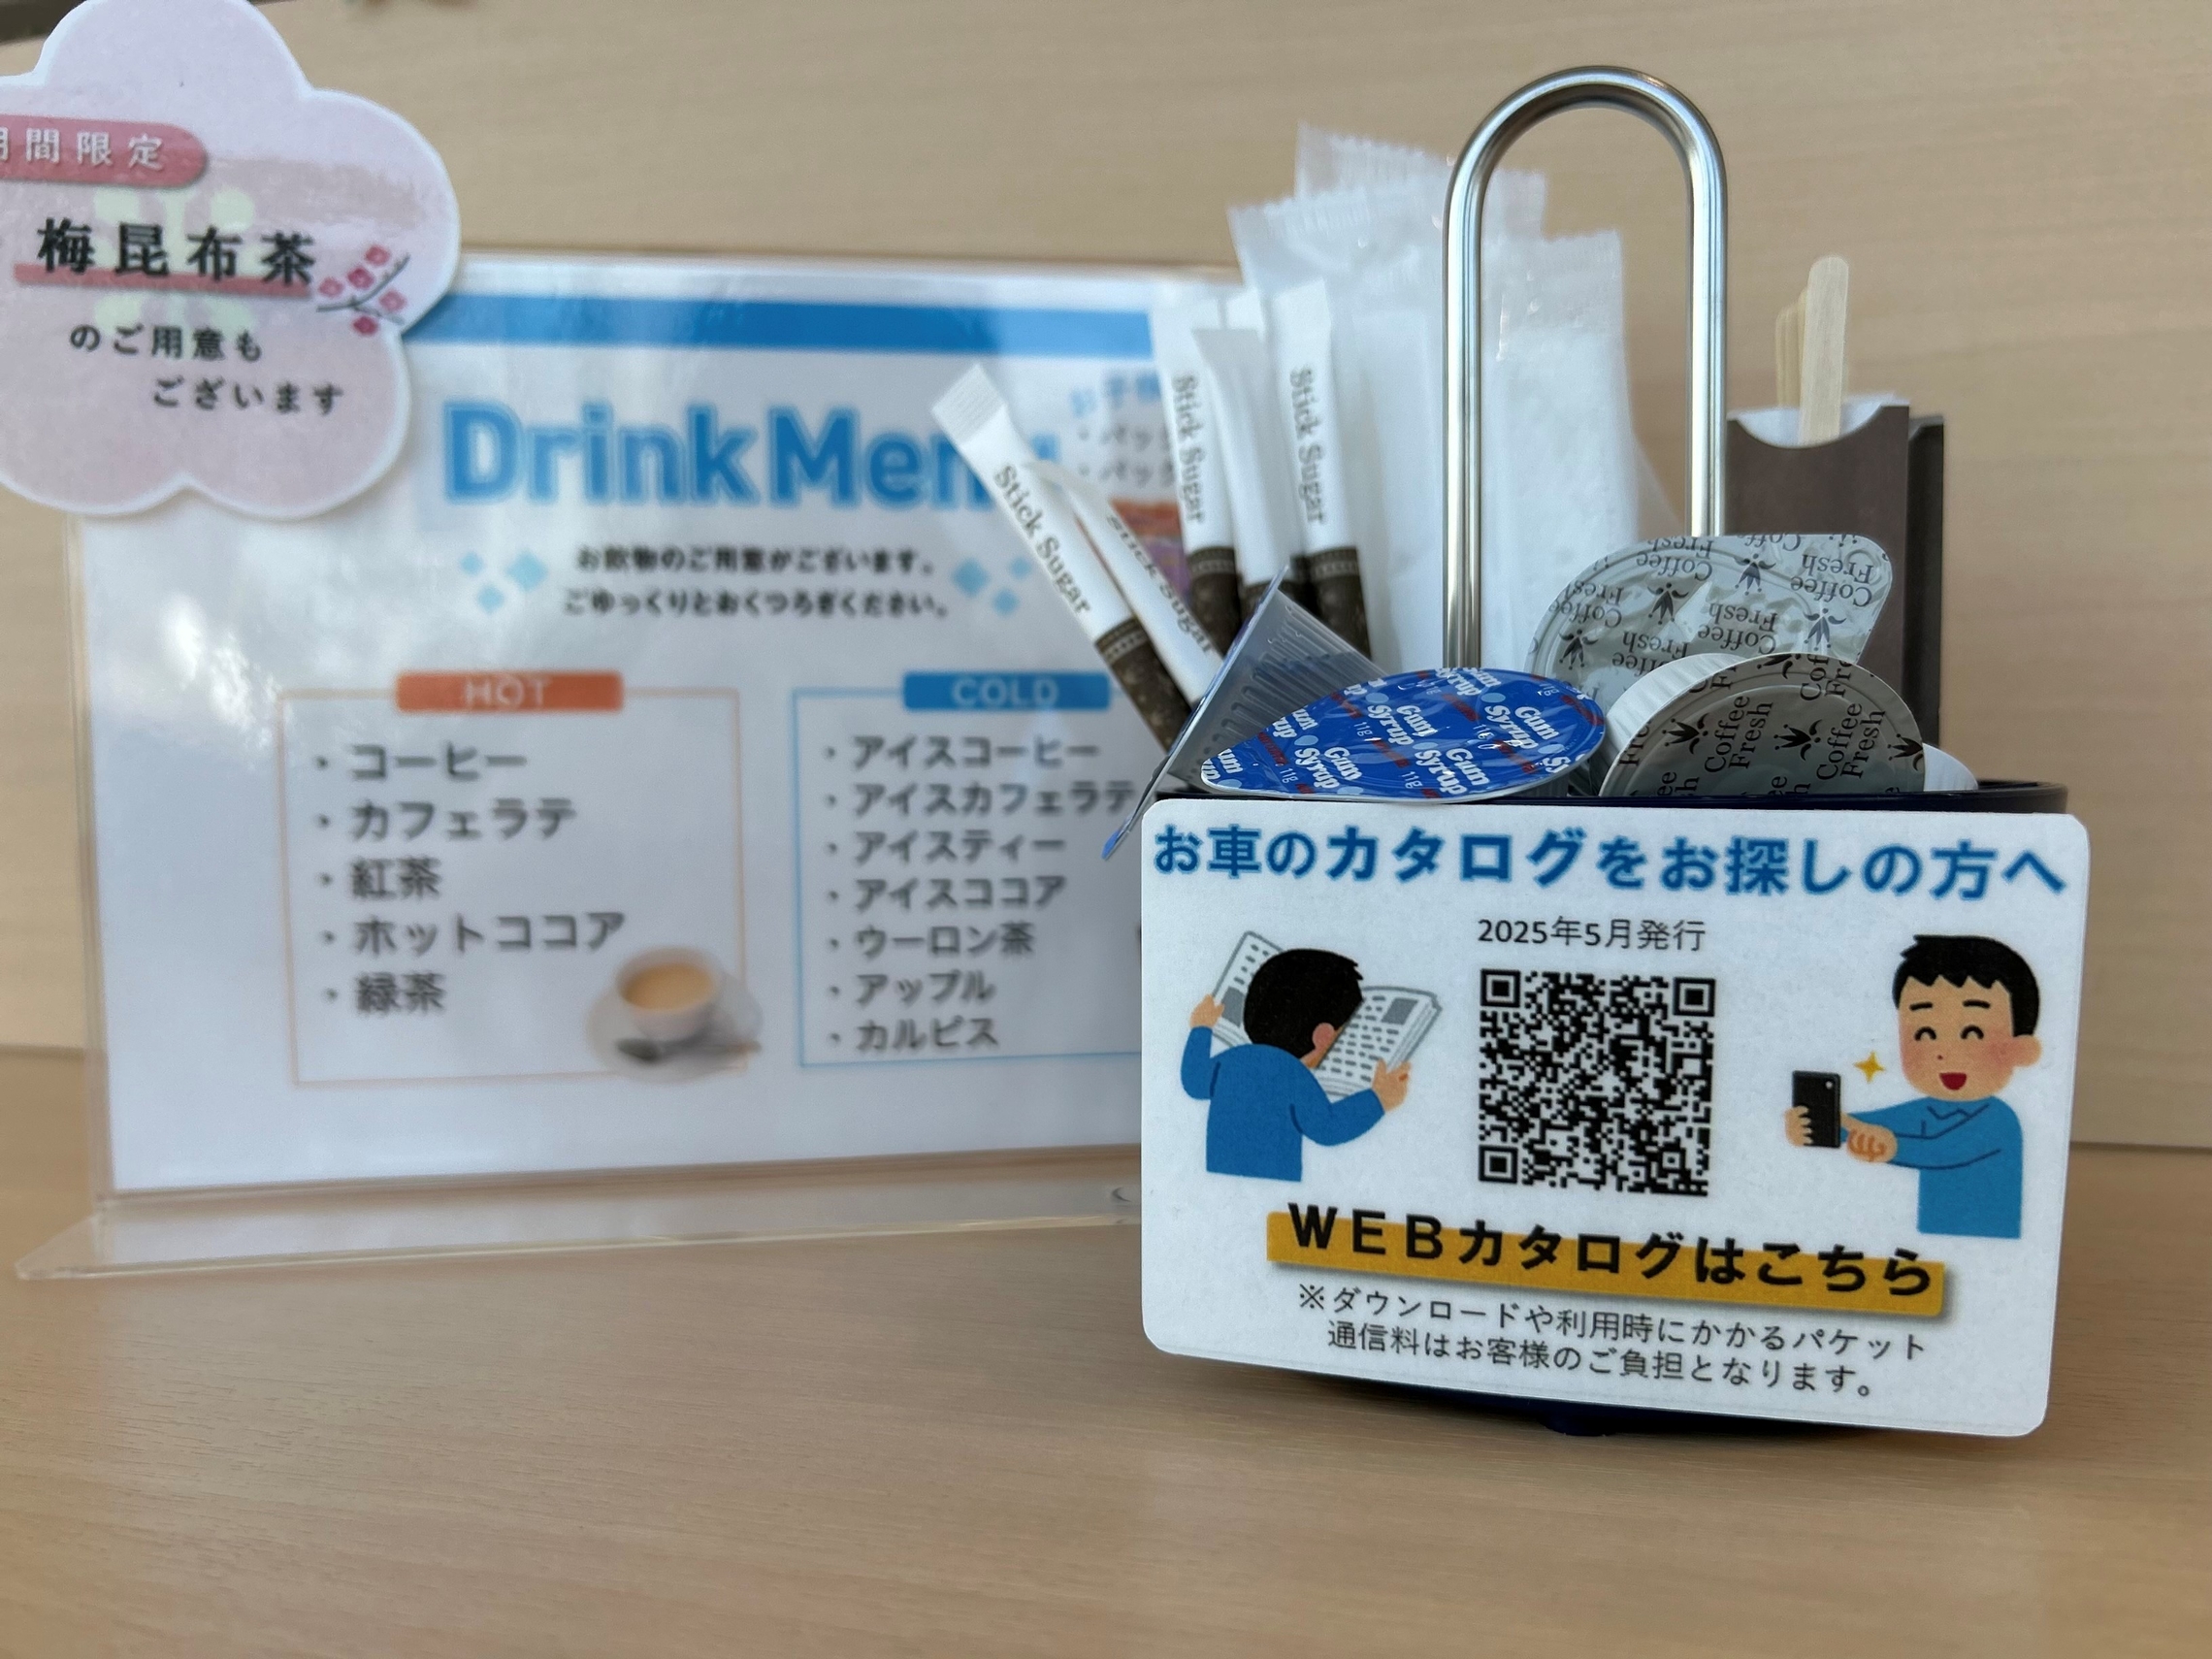 間限定
梅昆布茶
のご用意も
ございます
Drink Men
お飲物のご用意がございます。
ごゆっくりとおくつろぎください。
HOT
・コーヒー
・カフェラテ
・紅茶
・ホットココア
・緑茶
COLD
・アイスコーヒー
・アイスカフェラテ
・アイスティー
・アイスココア
・ウーロン茶
・アップル
・カルピス
Stick Sugar
Stick Sugar
Stick Sugar
Stick Sugar
Gum Syrup 11g
Coffee Fresh
Coffee Fresh
お車のカタログをお探しの方へ
2025年5月発行
WEBカタログはこちら
※ダウンロードや利用時にかかるパケット
通信料はお客様のご負担となります。